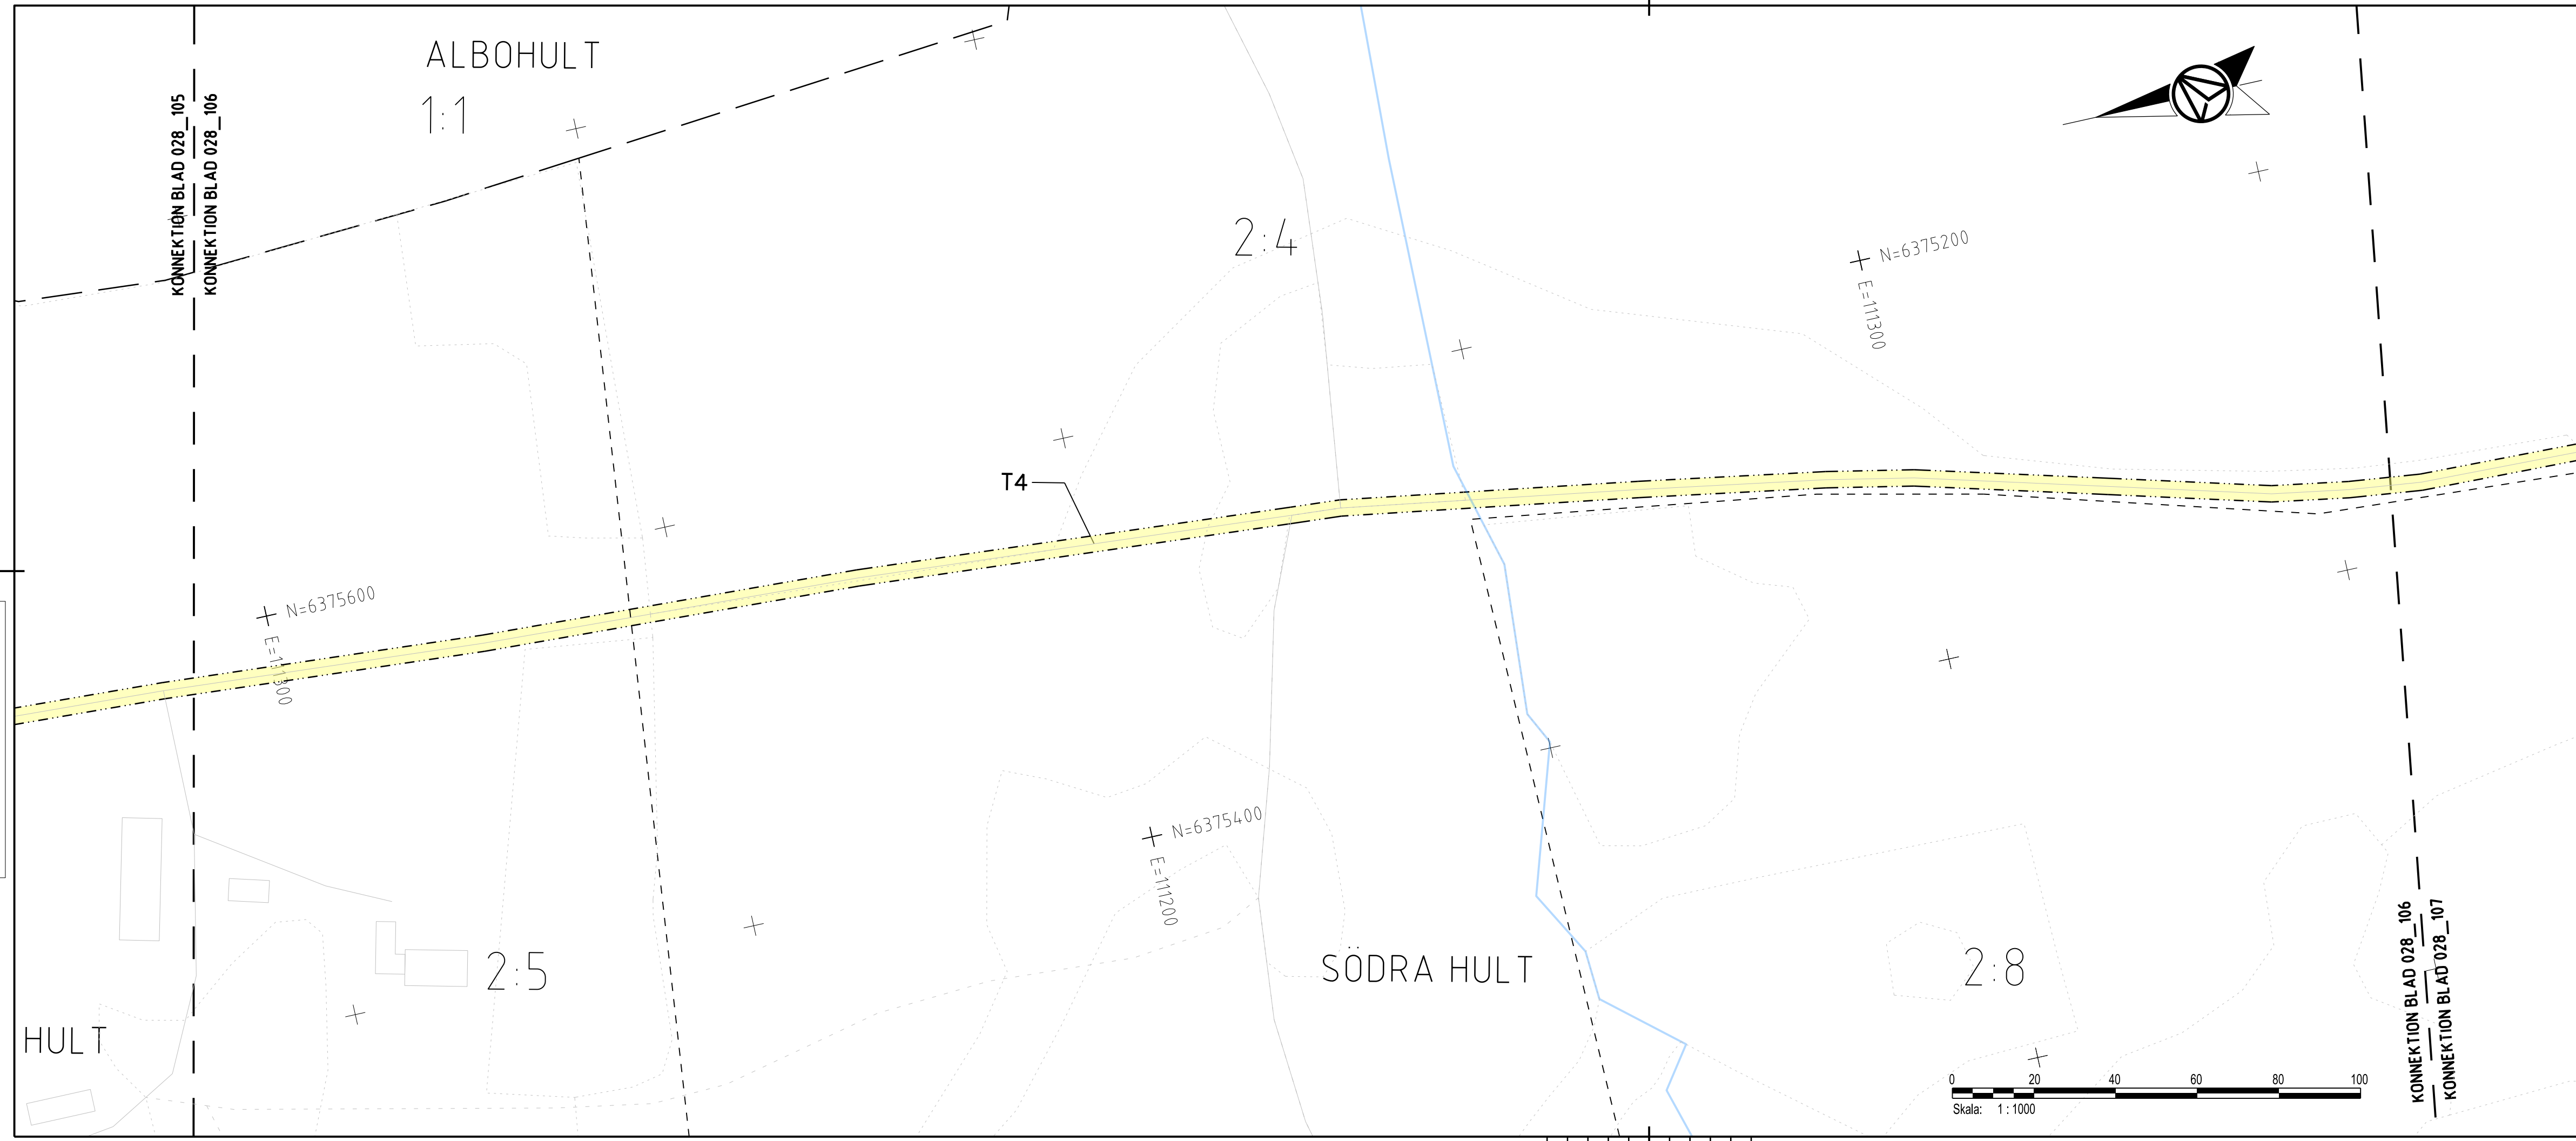 ALBOHULT
1:1
KONNEKTION BLAD 028_105
KONNEKTION BLAD 028_106
2:4
N=6375200
E=111300
T4
N=6375600
E=111300
N=6375400
E=111200
2:5
SÖDRA HULT
2:8
HULT
KONNEKTION BLAD 028_106
KONNEKTION BLAD 028_107
0 20 40 60 80 100
Skala: 1 : 1000